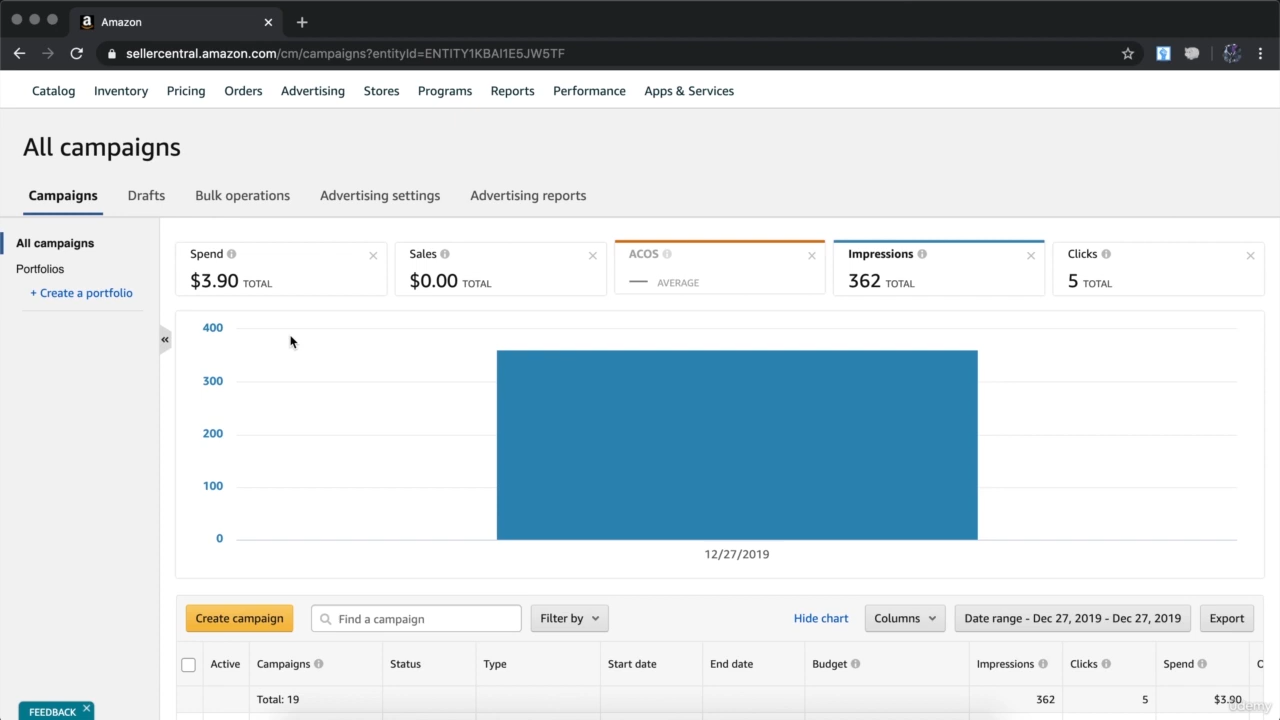 Amazon
sellercentral.amazon.com/cm/campaigns?entityId=ENTITY1KBAI1E5JW5TF
Catalog Inventory Pricing Orders Advertising Stores Programs Reports Performance Apps & Services
All campaigns
Campaigns Drafts Bulk operations Advertising settings Advertising reports
All campaigns
Portfolios
+ Create a portfolio
Spend Sales ACOS Impressions Clicks
$3.90 TOTAL $0.00 TOTAL — AVERAGE 362 TOTAL 5 TOTAL
400
300
200
100
0
12/27/2019
Create campaign Find a campaign Filter by Hide chart Columns Date range - Dec 27, 2019 - Dec 27, 2019 Export
Active Campaigns Status Type Start date End date Budget Impressions Clicks Spend C
Total: 19 362 5 $3.90
FEEDBACK
udemy